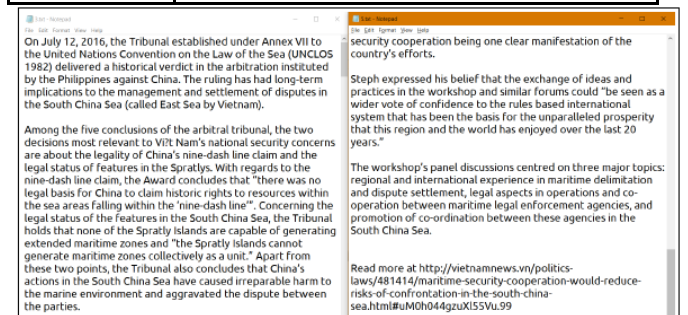 3.txt - Notepad
File Edit Format View Help
On July 12, 2016, the Tribunal established under Annex VII to
the United Nations Convention on the Law of the Sea (UNCLOS
1982) delivered a historical verdict in the arbitration instituted
by the Philippines against China. The ruling has had long-term
implications to the management and settlement of disputes in
the South China Sea (called East Sea by Vietnam).
Among the five conclusions of the arbitral tribunal, the two
decisions most relevant to Vi?t Nam's national security concerns
are about the legality of China's nine-dash line claim and the
legal status of features in the Spratlys. With regards to the
nine-dash line claim, the Award concludes that "there was no
legal basis for China to claim historic rights to resources within
the sea areas falling within the 'nine-dash line'". Concerning the
legal status of the features in the South China Sea, the Tribunal
holds that none of the Spratly Islands are capable of generating
extended maritime zones and "the Spratly Islands cannot
generate maritime zones collectively as a unit." Apart from
these two points, the Tribunal also concludes that China's
actions in the South China Sea have caused irreparable harm to
the marine environment and aggravated the dispute between
the parties.
File Edit Format View Help
security cooperation being one clear manifestation of the
country's efforts.
Steph expressed his belief that the exchange of ideas and
practices in the workshop and similar forums could "be seen as a
wider vote of confidence to the rules based international
system that has been the basis for the unparalleled prosperity
that this region and the world has enjoyed over the last 20
years."
The workshop's panel discussions centred on three major topics:
regional and international experience in maritime delimitation
and dispute settlement, legal aspects in operations and co-
operation between maritime legal enforcement agencies, and
promotion of co-ordination between these agencies in the
South China Sea.
Read more at http://vietnamnews.vn/politics-
laws/481414/maritime-security-cooperation-would-reduce-
risks-of-confrontation-in-the-south-china-
sea.html#uM0h044gzuXl55Vu.99